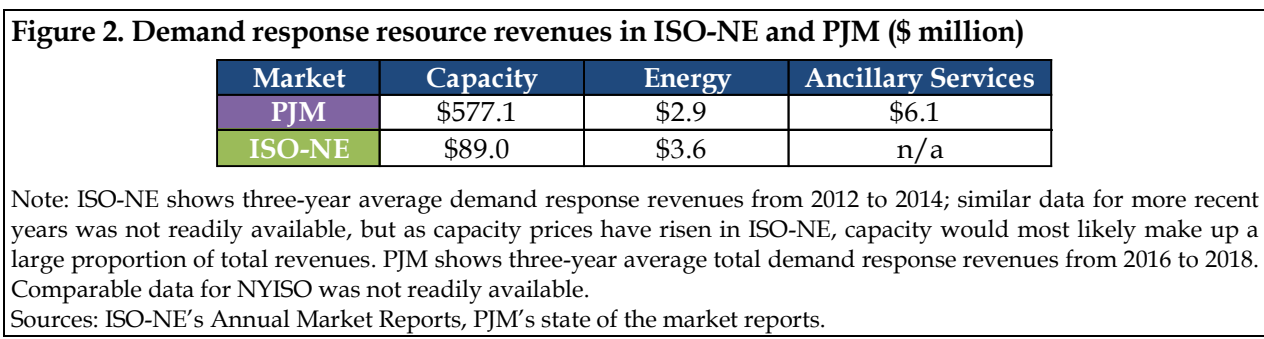 Figure 2. Demand response resource revenues in ISO-NE and PJM ($ million)
Market Capacity Energy Ancillary Services
PJM $577.1 $2.9 $6.1
ISO-NE $89.0 $3.6 n/a
Note: ISO-NE shows three-year average demand response revenues from 2012 to 2014; similar data for more recent
years was not readily available, but as capacity prices have risen in ISO-NE, capacity would most likely make up a
large proportion of total revenues. PJM shows three-year average total demand response revenues from 2016 to 2018.
Comparable data for NYISO was not readily available.
Sources: ISO-NE's Annual Market Reports, PJM's state of the market reports.